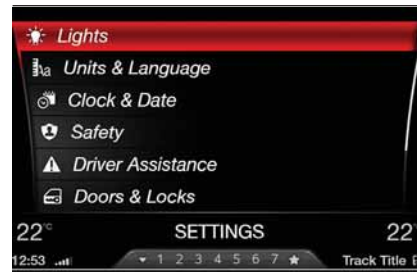 Lights
Units & Language
Clock & Date
Safety
Driver Assistance
Doors & Locks
22°C SETTINGS 22
12:53 1 2 3 4 5 6 7 Track Title